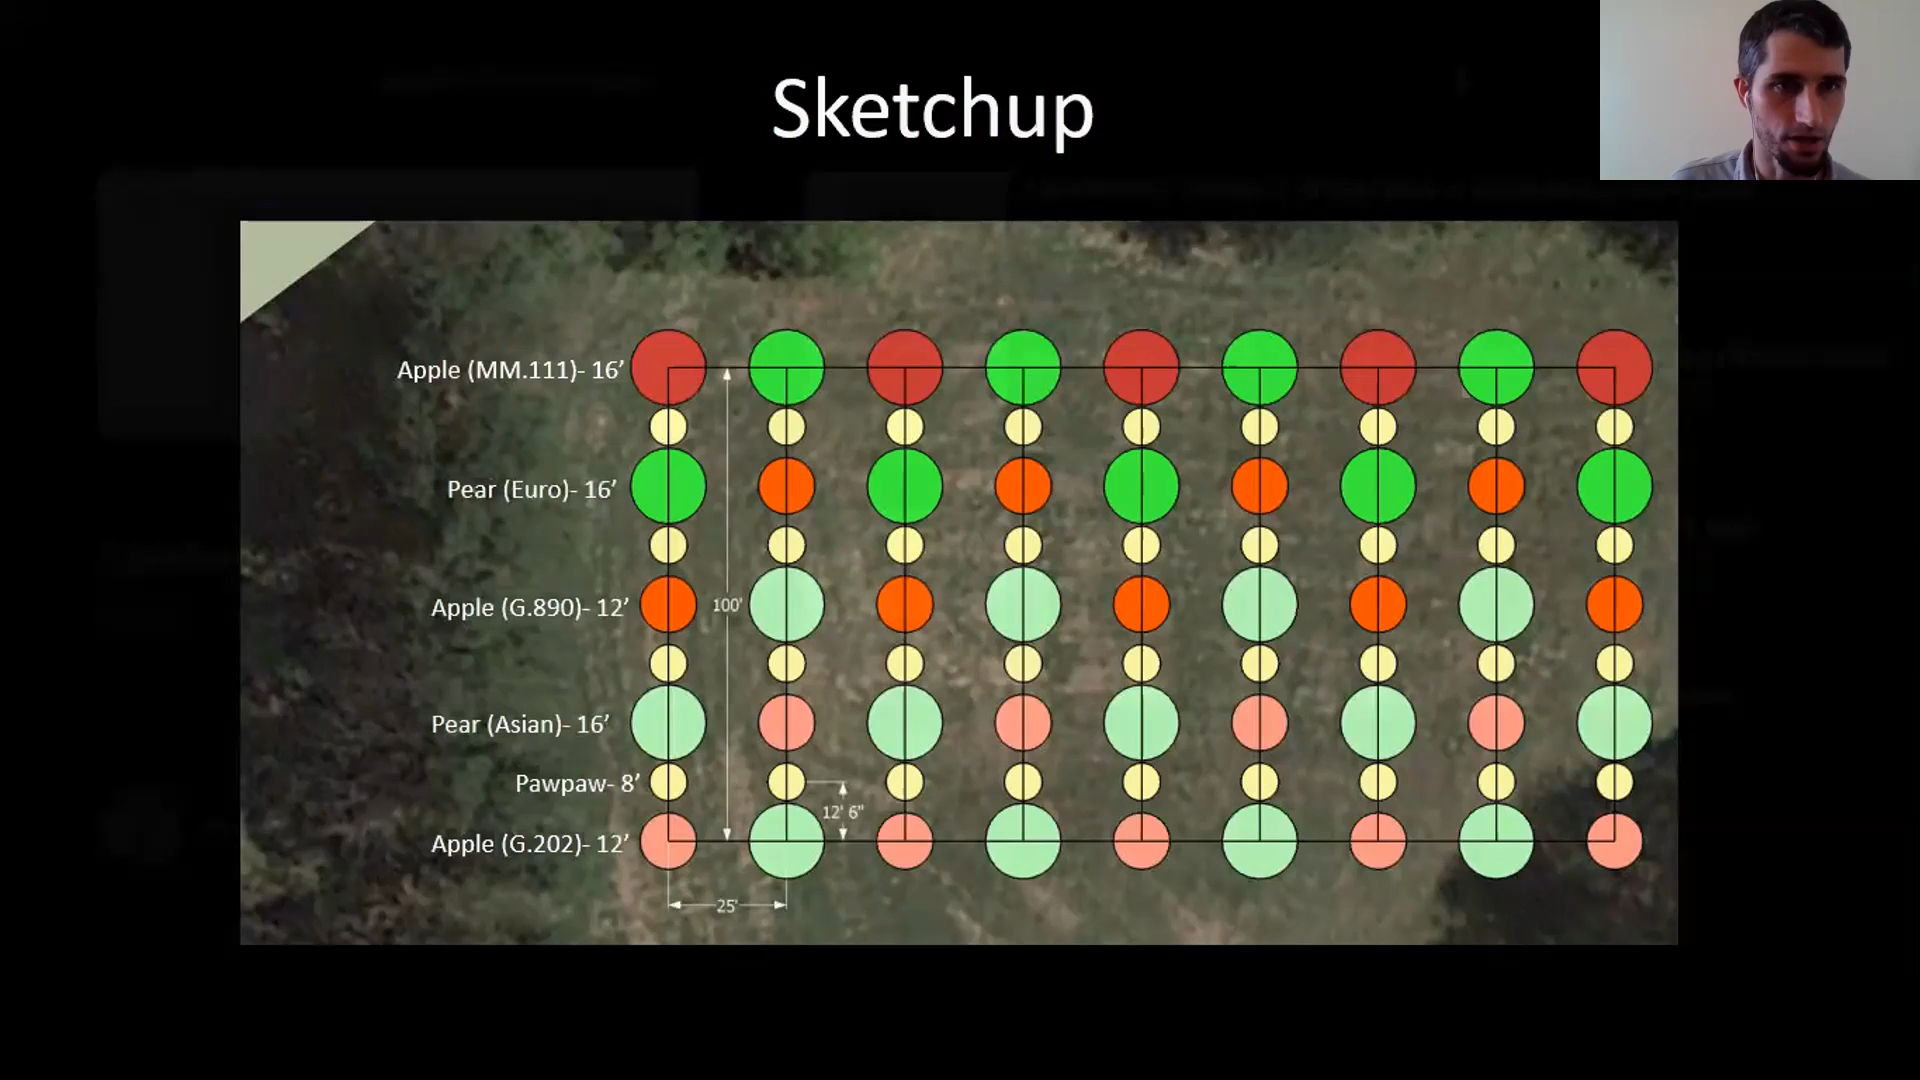 Sketchup
Apple (MM.111)- 16’
Pear (Euro)- 16’
Apple (G.890)- 12’
100'
Pear (Asian)- 16’
Pawpaw- 8’
12' 6"
Apple (G.202)- 12’
25'